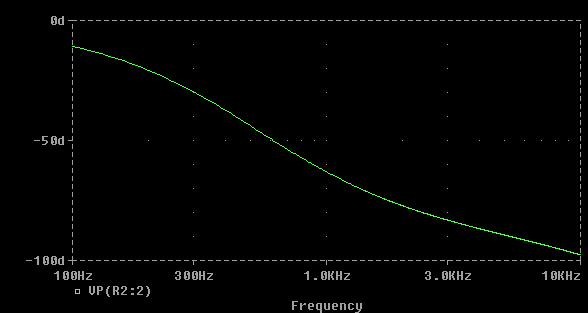 0d
-50d
-100d
100Hz 300Hz 1.0KHz 3.0KHz 10KHz
VP(R2:2)
Frequency